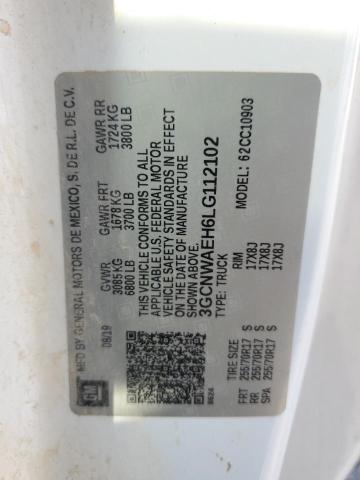 MFD BY GENERAL MOTORS DE MEXICO, S. DE R.L. DE C.V.
08/19 GVWR GAWR FRT GAWR RR
3085 KG 1678 KG 1724 KG
6800 LB 3700 LB 3800 LB
THIS VEHICLE CONFORMS TO ALL
APPLICABLE U.S. FEDERAL MOTOR
VEHICLE SAFETY STANDARDS IN EFFECT
ON THE DATE OF MANUFACTURE
SHOWN ABOVE.
3GCNWAEH6LG112102
TYPE: TRUCK MODEL: 62CC10903
GM
TIRE SIZE RIM
FRT 255/70R17 S 17X8J
RR 255/70R17 S 17X8J
SPA 255/70R17 S 17X8J